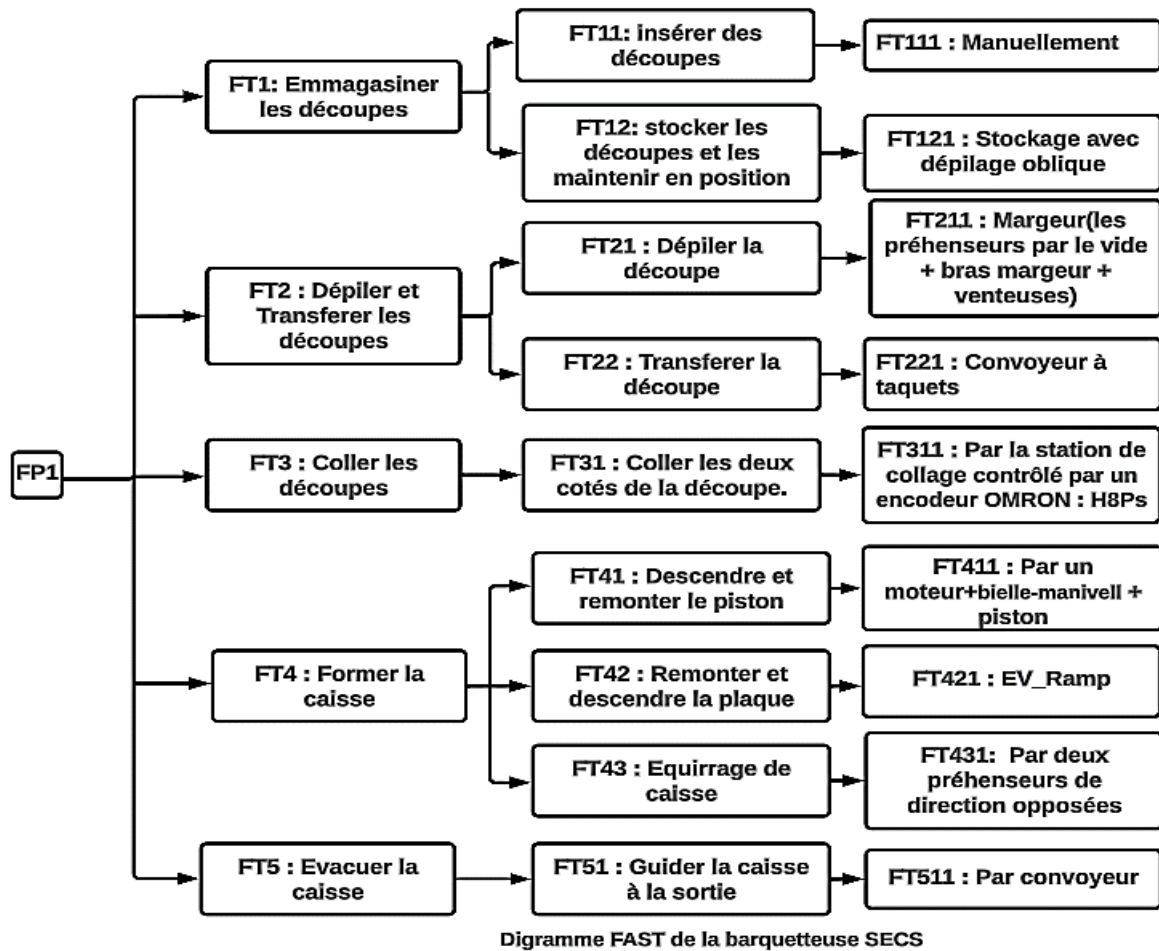 FP1
FT1: Emmagasiner
les découpes
FT11: insérer des
découpes
FT111 : Manuellement
FT12: stocker les
découpes et les
maintenir en position
FT121 : Stockage avec
dépilage oblique
FT2 : Dépiler et
Transferer les
découpes
FT21 : Dépiler la
découpe
FT211 : Margeur(les
préhenseurs par le vide
+ bras margeur +
venteuses)
FT22 : Transferer la
découpe
FT221 : Convoyeur à
taquets
FT3 : Coller les
découpes
FT31 : Coller les deux
cotés de la découpe.
FT311 : Par la station de
collage contrôlé par un
encodeur OMRON : H8Ps
FT4 : Former la
caisse
FT41 : Descendre et
remonter le piston
FT411 : Par un
moteur+bielle-manivell +
piston
FT42 : Remonter et
descendre la plaque
FT421 : EV_Ramp
FT43 : Equirrage de
caisse
FT431: Par deux
préhenseurs de
direction opposées
FT5 : Evacuer la
caisse
FT51 : Guider la caisse
à la sortie
FT511 : Par convoyeur
Digramme FAST de la barquetteuse SECS